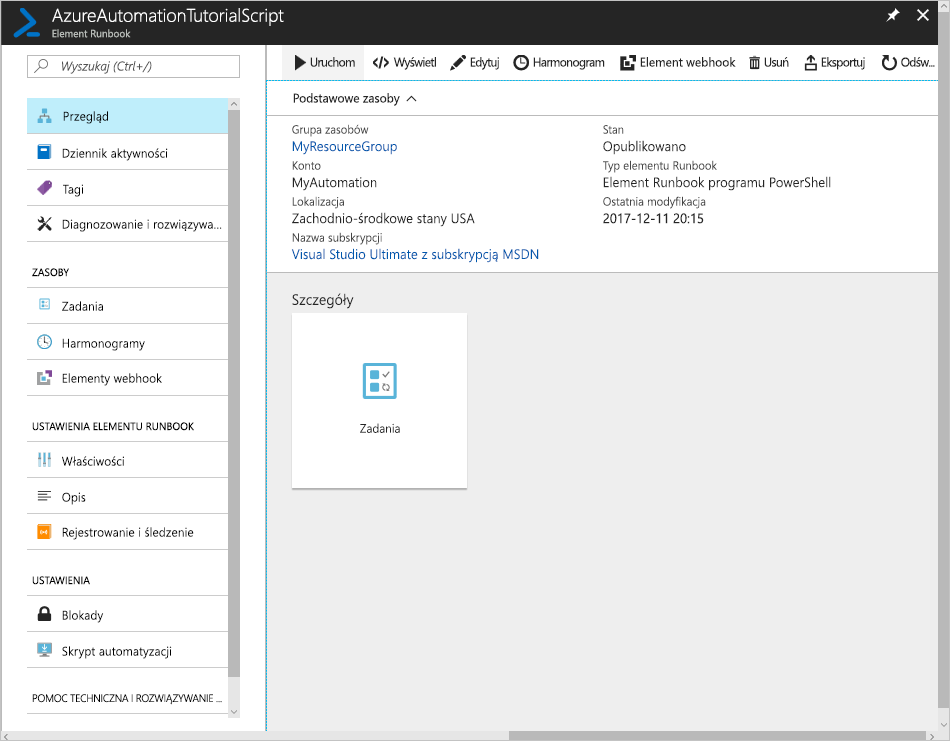 AzureAutomationTutorialScript
Element Runbook
Wyszukaj (Ctrl+/)
Przegląd
Dziennik aktywności
Tagi
Diagnozowanie i rozwiązywa...
ZASOBY
Zadania
Harmonogramy
Elementy webhook
USTAWIENIA ELEMENTU RUNBOOK
Właściwości
Opis
Rejestrowanie i śledzenie
USTAWIENIA
Blokady
Skrypt automatyzacji
POMOC TECHNICZNA I ROZWIĄZYWANIE ...
Uruchom Wyświetl Edytuj Harmonogram Element webhook Usuń Eksportuj Odśw...
Podstawowe zasoby
Grupa zasobów
MyResourceGroup
Konto
MyAutomation
Lokalizacja
Zachodnio-środkowe stany USA
Nazwa subskrypcji
Visual Studio Ultimate z subskrypcją MSDN
Stan
Opublikowano
Typ elementu Runbook
Element Runbook programu PowerShell
Ostatnia modyfikacja
2017-12-11 20:15
Szczegóły
Zadania